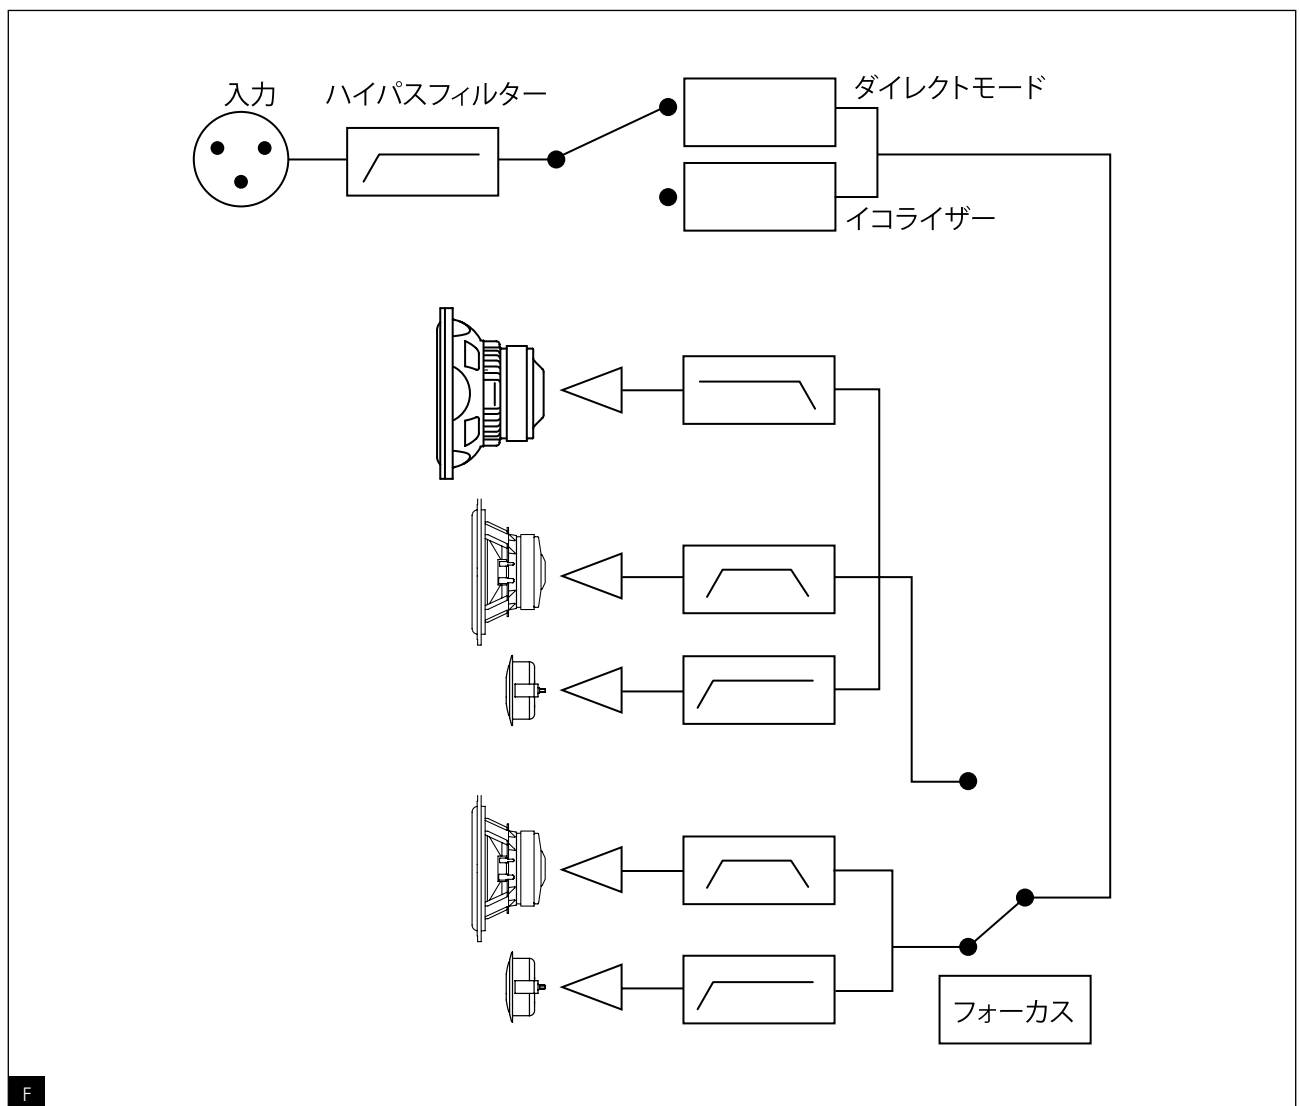 入力
ハイパスフィルター
ダイレクトモード
イコライザー
フォーカス
F